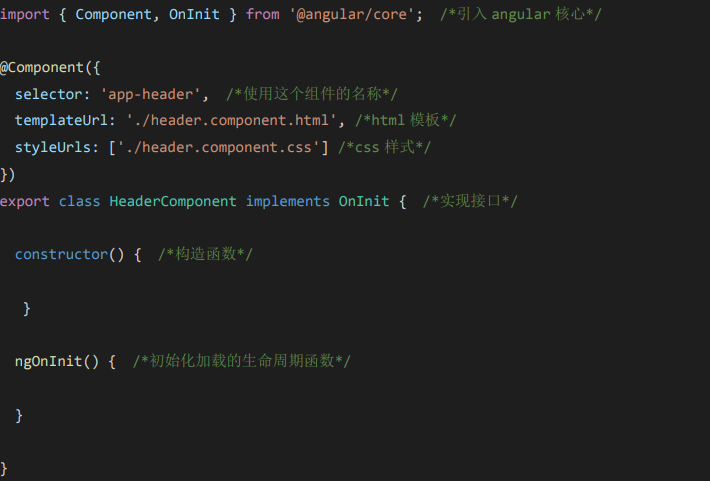 import { Component, OnInit } from '@angular/core';  /*引入 angular 核心*/
@Component({
  selector: 'app-header',  /*使用这个组件的名称*/
  templateUrl: './header.component.html', /*html 模板*/
  styleUrls: ['./header.component.css'] /*css 样式*/
})
export class HeaderComponent implements OnInit {  /*实现接口*/
  constructor() {  /*构造函数*/
   }
  ngOnInit() {  /*初始化加载的生命周期函数*/
  }
}